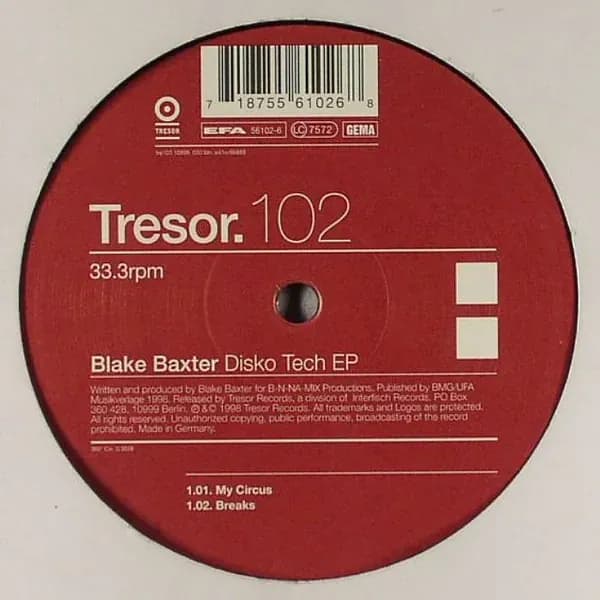 7 18755 61026 8
TRESOR
EFA 56102-6 LC 7572 GEMA
Tresor. 102
33.3rpm
Blake Baxter Disko Tech EP
Written and produced by Blake Baxter for B-N-NA-MIX Productions. Published by BMG/UFA
Musikverlage 1998. Released by Tresor Records, a division of Interfisch Records. PO Box
360 428, 10999 Berlin. ℗ & © 1998 Tresor Records. All trademarks and Logos are protected.
All rights reserved. Unauthorized copying, public performance, broadcasting of the record
prohibited. Made in Germany.
1.01. My Circus
1.02. Breaks